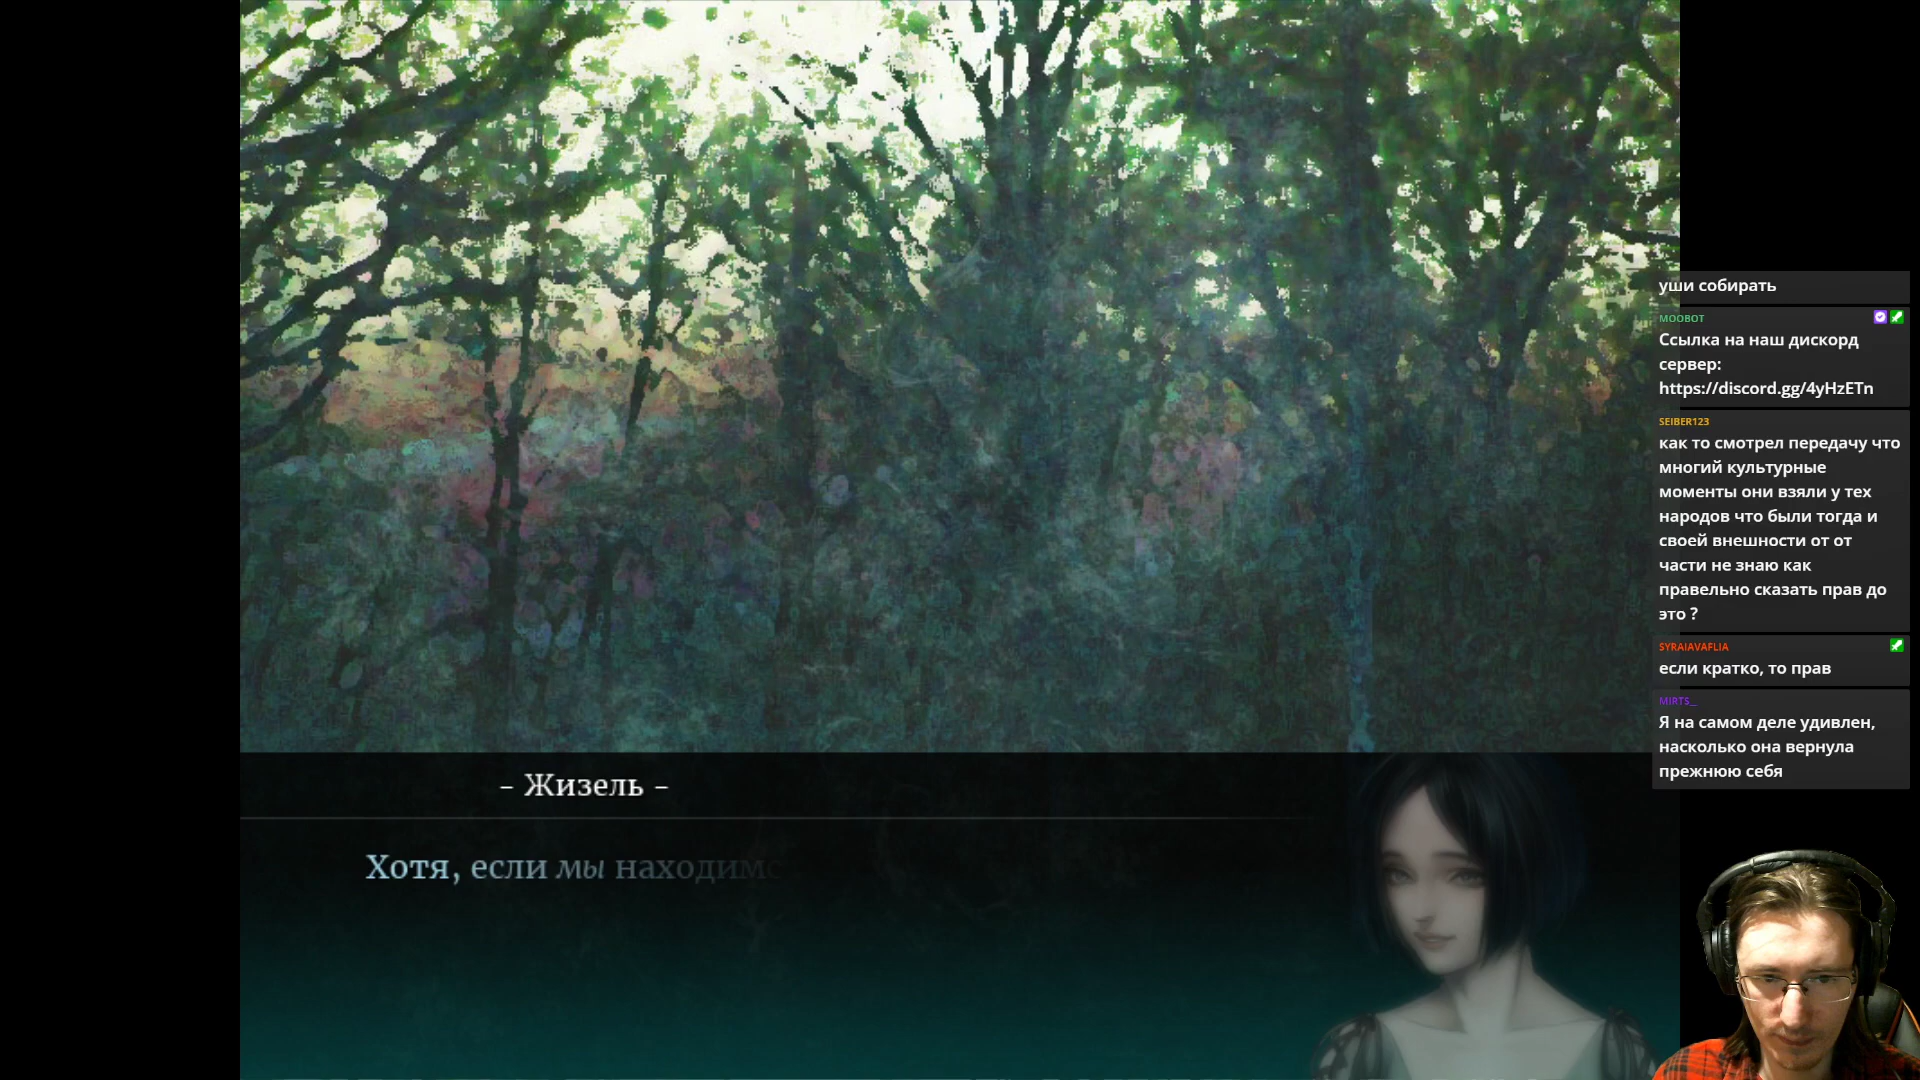 уши собирать
MOOBOT
Ссылка на наш дискорд
сервер:
https://discord.gg/4yHzETn
SEIBER123
как то смотрел передачу что
многий культурные
моменты они взяли у тех
народов что были тогда и
своей внешности от от
части не знаю как
правельно сказать прав до
это ?
SYRAIAVAFLIA
если кратко, то прав
MIRTS__
Я на самом деле удивлен,
насколько она вернула
прежнюю себя
– Жизель –
Хотя, если мы находимс